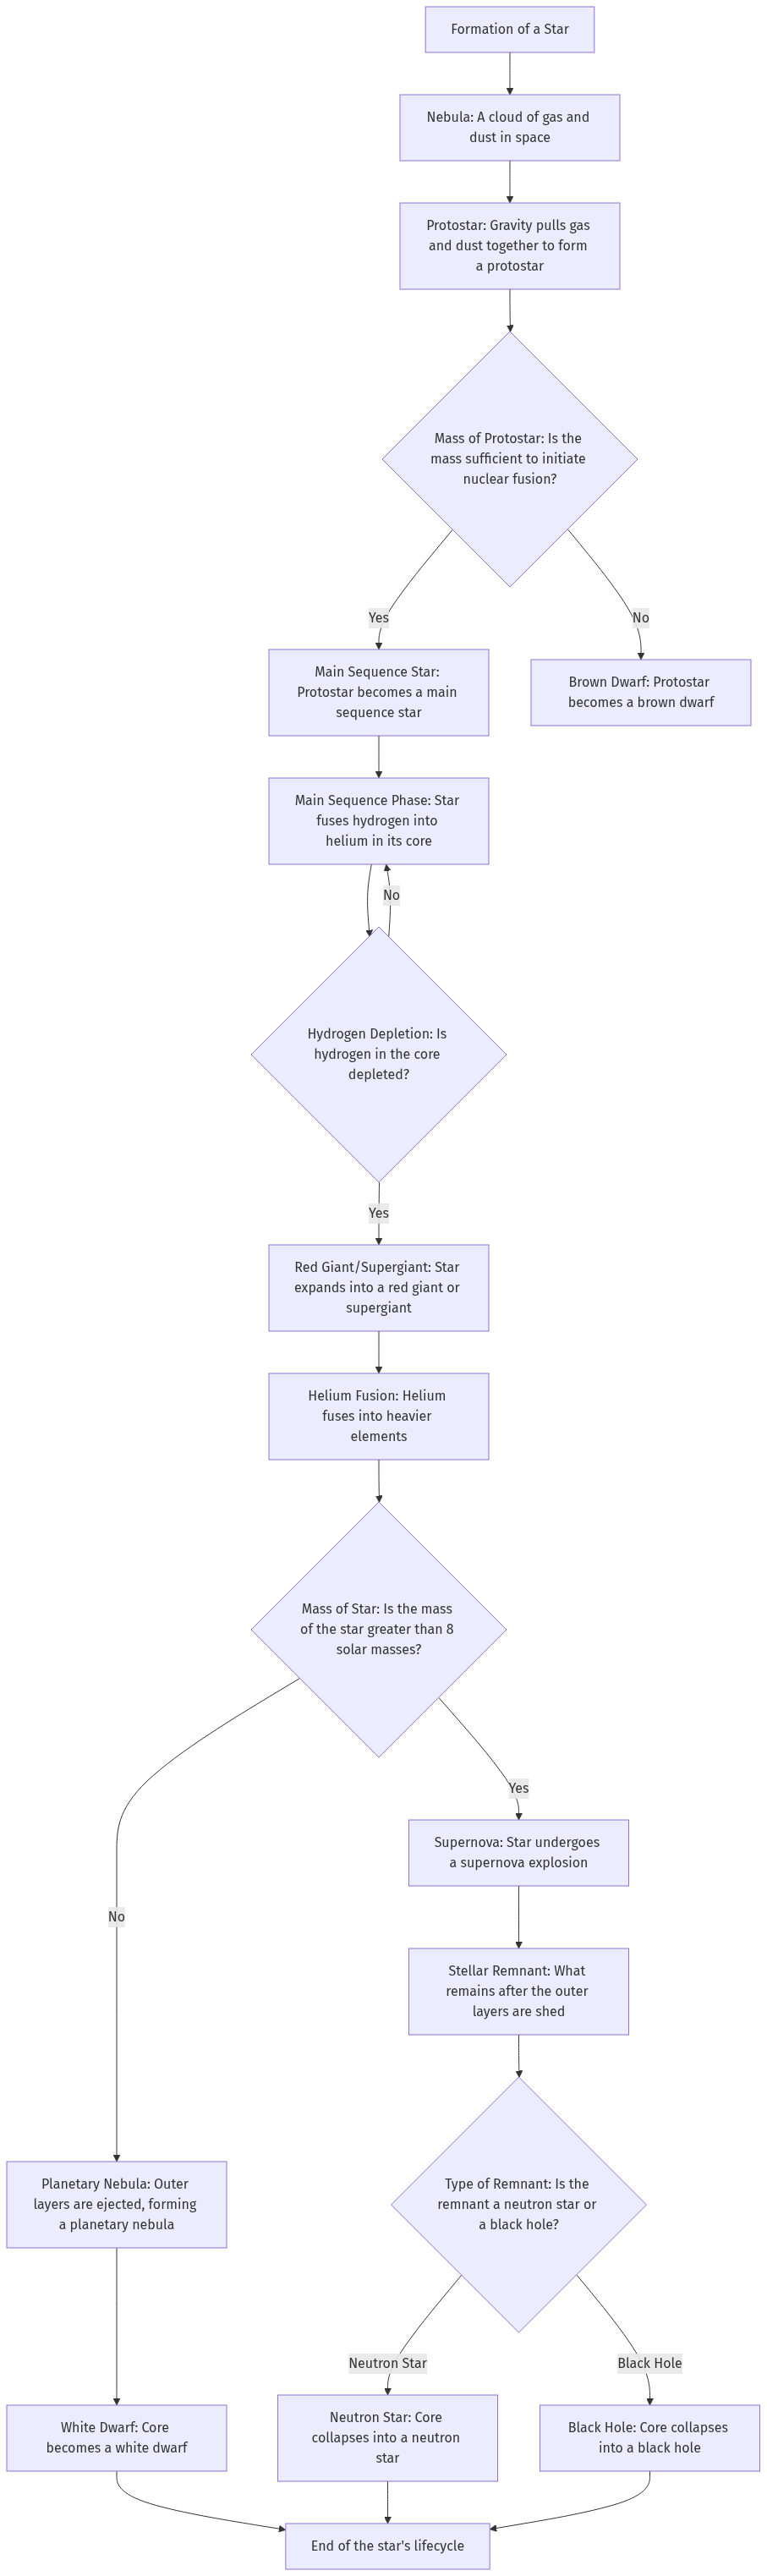 Formation of a Star
Nebula: A cloud of gas and
dust in space
Protostar: Gravity pulls gas
and dust together to form
a protostar
Mass of Protostar: Is the
mass sufficient to initiate
nuclear fusion?
Yes
No
Main Sequence Star:
Protostar becomes a main
sequence star
Brown Dwarf: Protostar
becomes a brown dwarf
Main Sequence Phase: Star
fuses hydrogen into
helium in its core
No
Hydrogen Depletion: Is
hydrogen in the core
depleted?
Yes
Red Giant/Supergiant: Star
expands into a red giant or
supergiant
Helium Fusion: Helium
fuses into heavier
elements
Mass of Star: Is the mass
of the star greater than 8
solar masses?
Yes
Supernova: Star undergoes
a supernova explosion
No
Stellar Remnant: What
remains after the outer
layers are shed
Planetary Nebula: Outer
layers are ejected, forming
a planetary nebula
Type of Remnant: Is the
remnant a neutron star or
a black hole?
Neutron Star
Black Hole
White Dwarf: Core
becomes a white dwarf
Neutron Star: Core
collapses into a neutron
star
Black Hole: Core collapses
into a black hole
End of the star's lifecycle